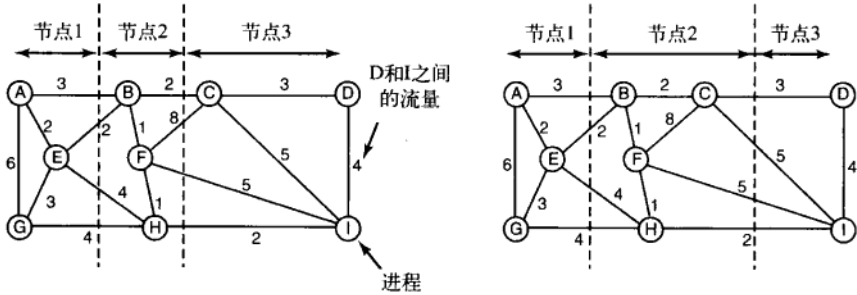 节点1 节点2 节点3 节点1 节点2 节点3
D和I之间
的流量
A 3 B 2 C 3 D A 3 B 2 C 3 D
2 2 1 8 2 2 1 8
6 E F 5 4 6 E F 5 4
3 4 1 5 3 4 1 5
G 4 H 2 I G 4 H 2 I
进程